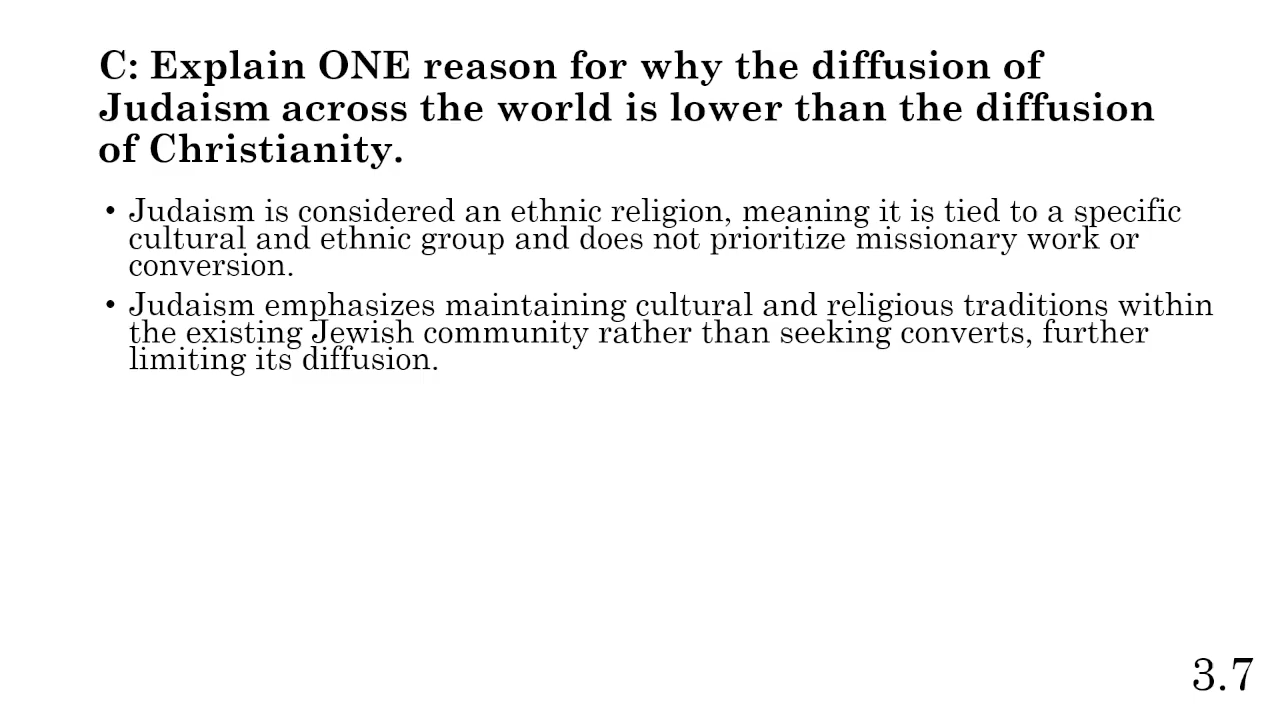 C: Explain ONE reason for why the diffusion of
Judaism across the world is lower than the diffusion
of Christianity.
• Judaism is considered an ethnic religion, meaning it is tied to a specific
cultural and ethnic group and does not prioritize missionary work or
conversion.
• Judaism emphasizes maintaining cultural and religious traditions within
the existing Jewish community rather than seeking converts, further
limiting its diffusion.
3.7